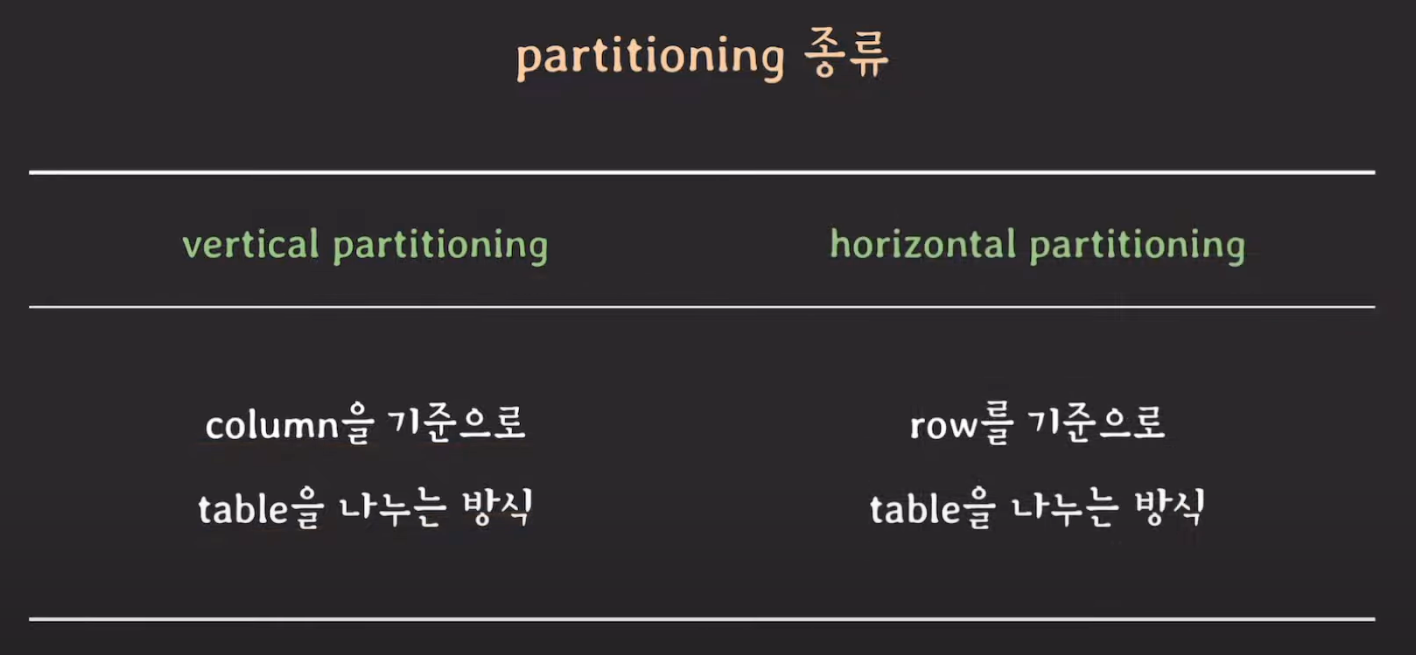 partitioning 종류
vertical partitioning
horizontal partitioning
column을 기준으로
table을 나누는 방식
row를 기준으로
table을 나누는 방식